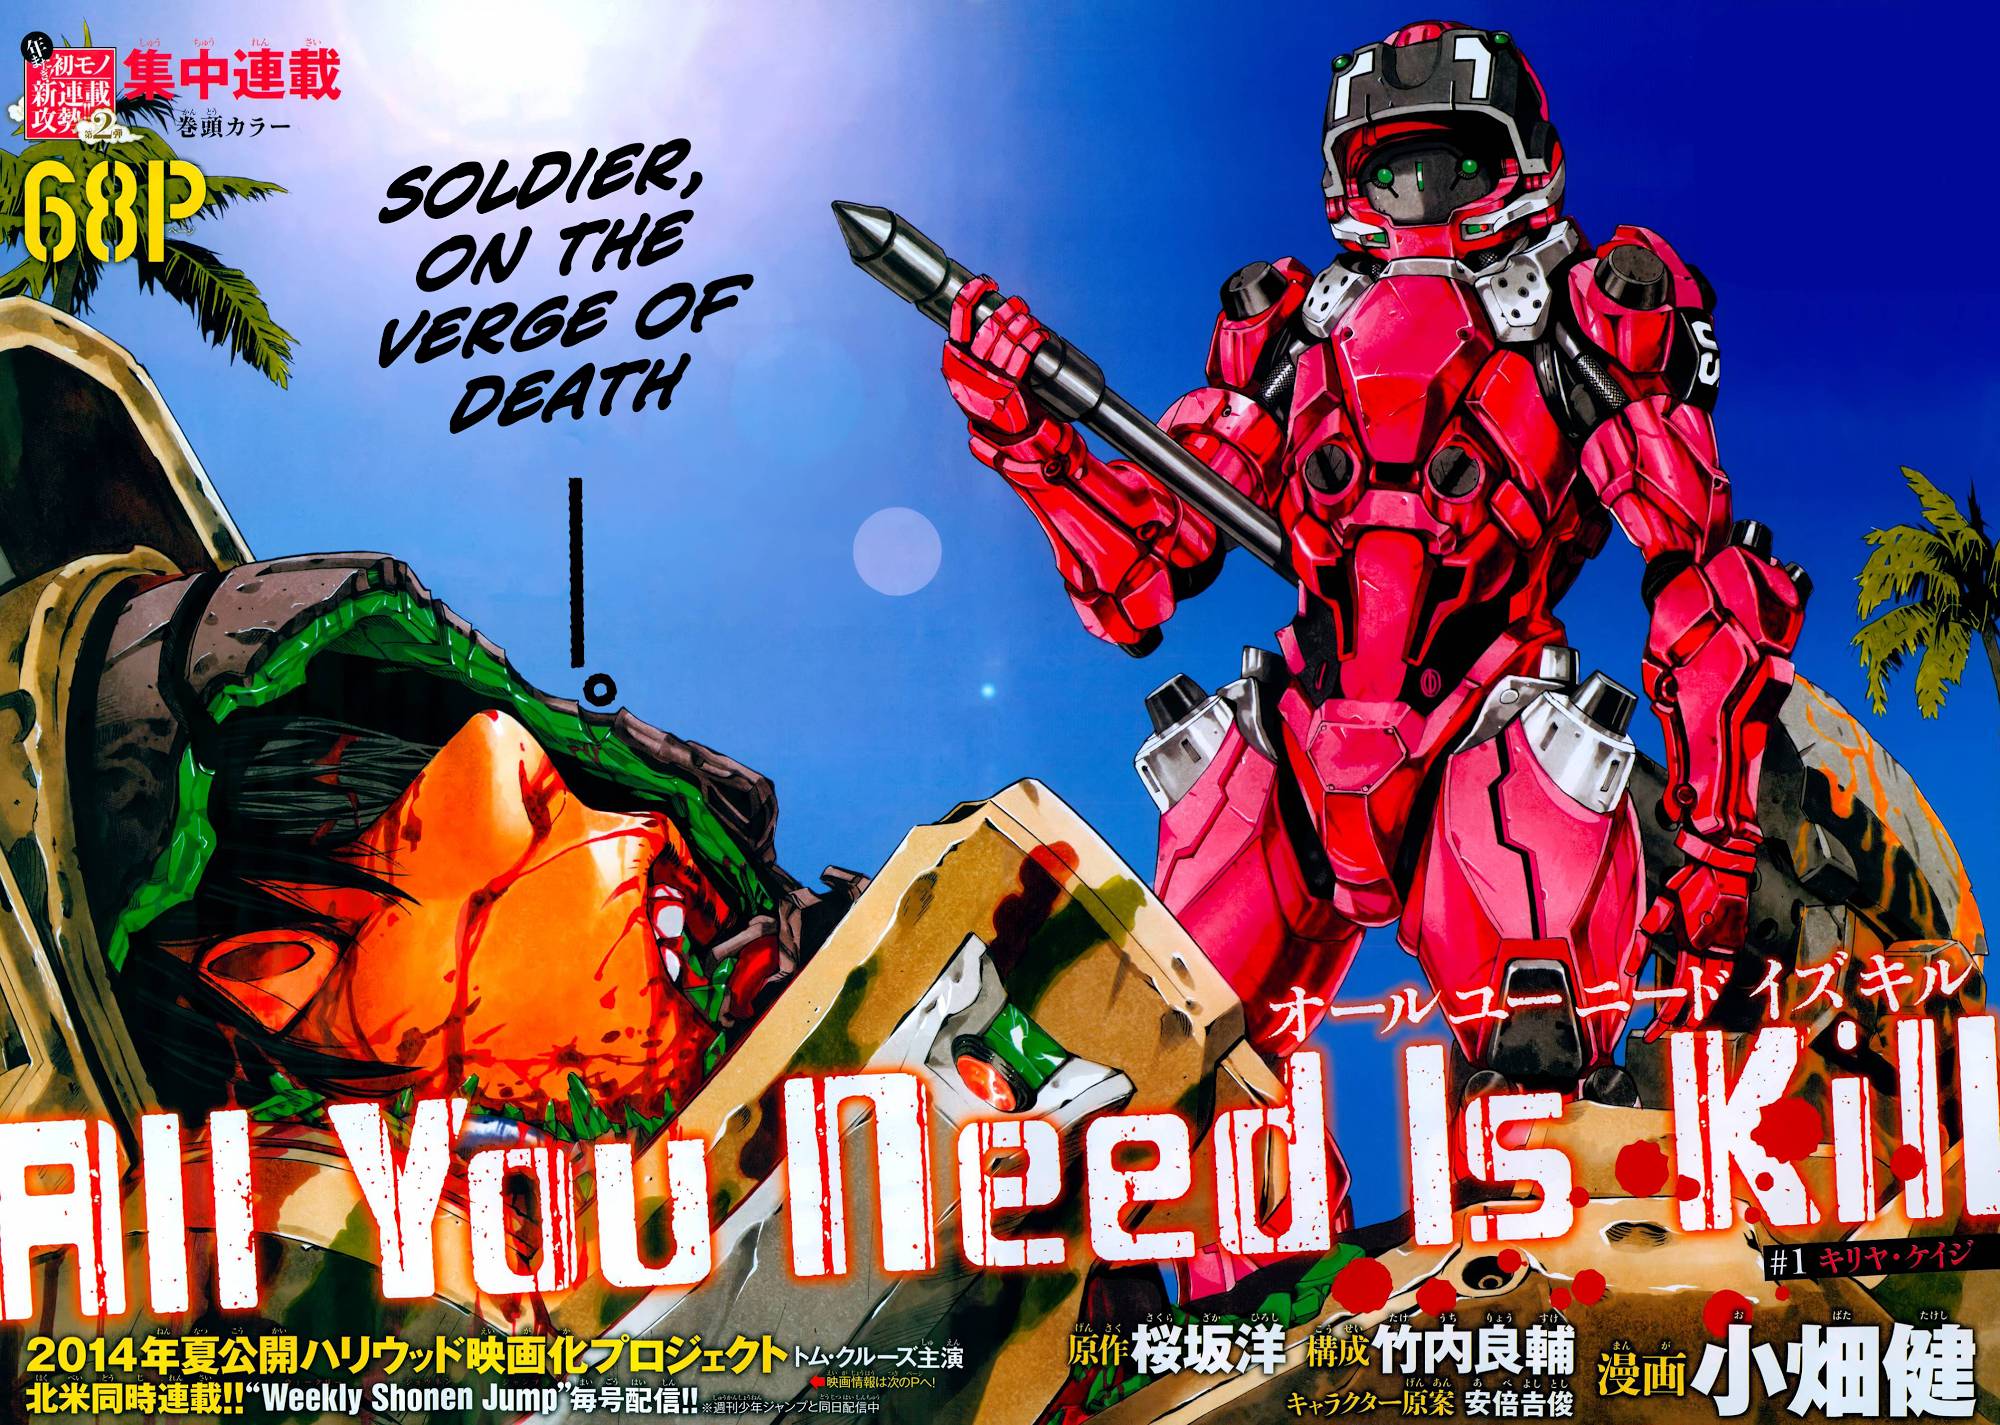 年またぎ
初モノ
新連載
攻勢!!
第2弾
集中連載
巻頭カラー
68P
SOLDIER,
ON THE
VERGE OF
DEATH
オール ユー ニード イズ キル
All You Need Is Kill
#1 キリヤ・ケイジ
2014年夏公開ハリウッド映画化プロジェクト トム・クルーズ主演
映画情報は次のPへ!
北米同時連載!!“Weekly Shonen Jump”毎号配信!! ※週刊少年ジャンプと同日配信中
原作 桜坂洋 構成 竹内良輔
キャラクター原案 安倍吉俊
漫画 小畑健